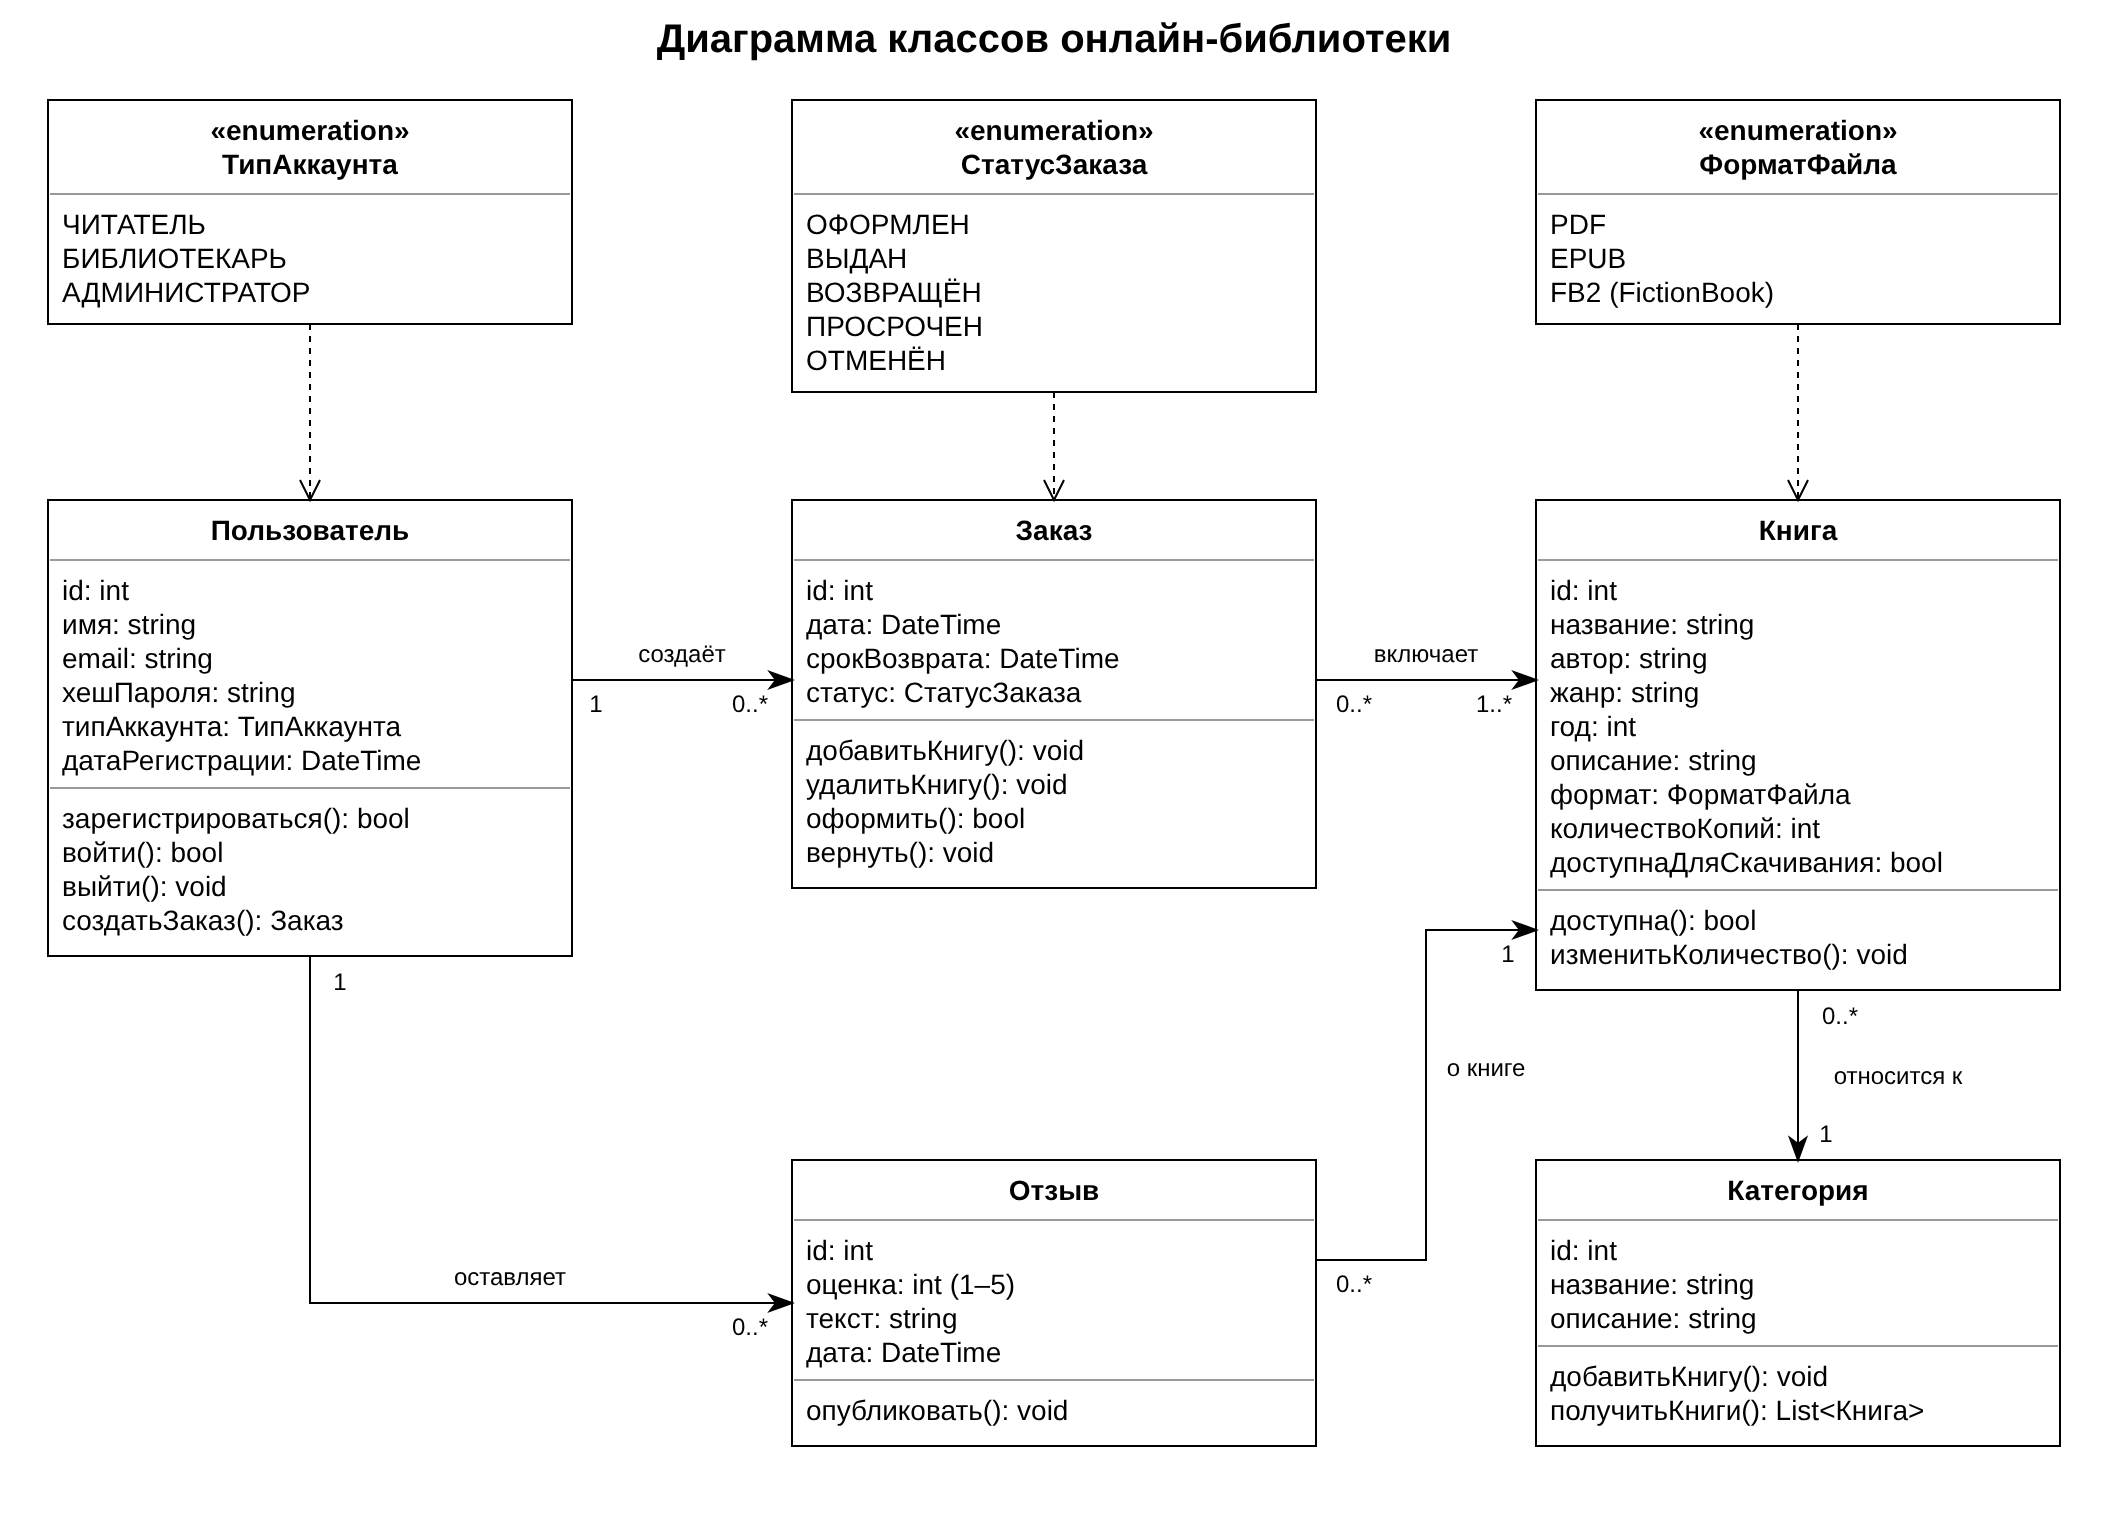 Диаграмма классов онлайн-библиотеки
«enumeration»
ТипАккаунта
ЧИТАТЕЛЬ
БИБЛИОТЕКАРЬ
АДМИНИСТРАТОР
«enumeration»
СтатусЗаказа
ОФОРМЛЕН
ВЫДАН
ВОЗВРАЩЁН
ПРОСРОЧЕН
ОТМЕНЁН
«enumeration»
ФорматФайла
PDF
EPUB
FB2 (FictionBook)
Пользователь
id: int
имя: string
email: string
хешПароля: string
типАккаунта: ТипАккаунта
датаРегистрации: DateTime
зарегистрироваться(): bool
войти(): bool
выйти(): void
создатьЗаказ(): Заказ
создаёт
1
0..*
Заказ
id: int
дата: DateTime
срокВозврата: DateTime
статус: СтатусЗаказа
добавитьКнигу(): void
удалитьКнигу(): void
оформить(): bool
вернуть(): void
включает
0..*
1..*
Книга
id: int
название: string
автор: string
жанр: string
год: int
описание: string
формат: ФорматФайла
количествоКопий: int
доступнаДляСкачивания: bool
доступна(): bool
изменитьКоличество(): void
1
оставляет
0..*
1
о книге
0..*
0..*
относится к
1
Отзыв
id: int
оценка: int (1–5)
текст: string
дата: DateTime
опубликовать(): void
Категория
id: int
название: string
описание: string
добавитьКнигу(): void
получитьКниги(): List<Книга>